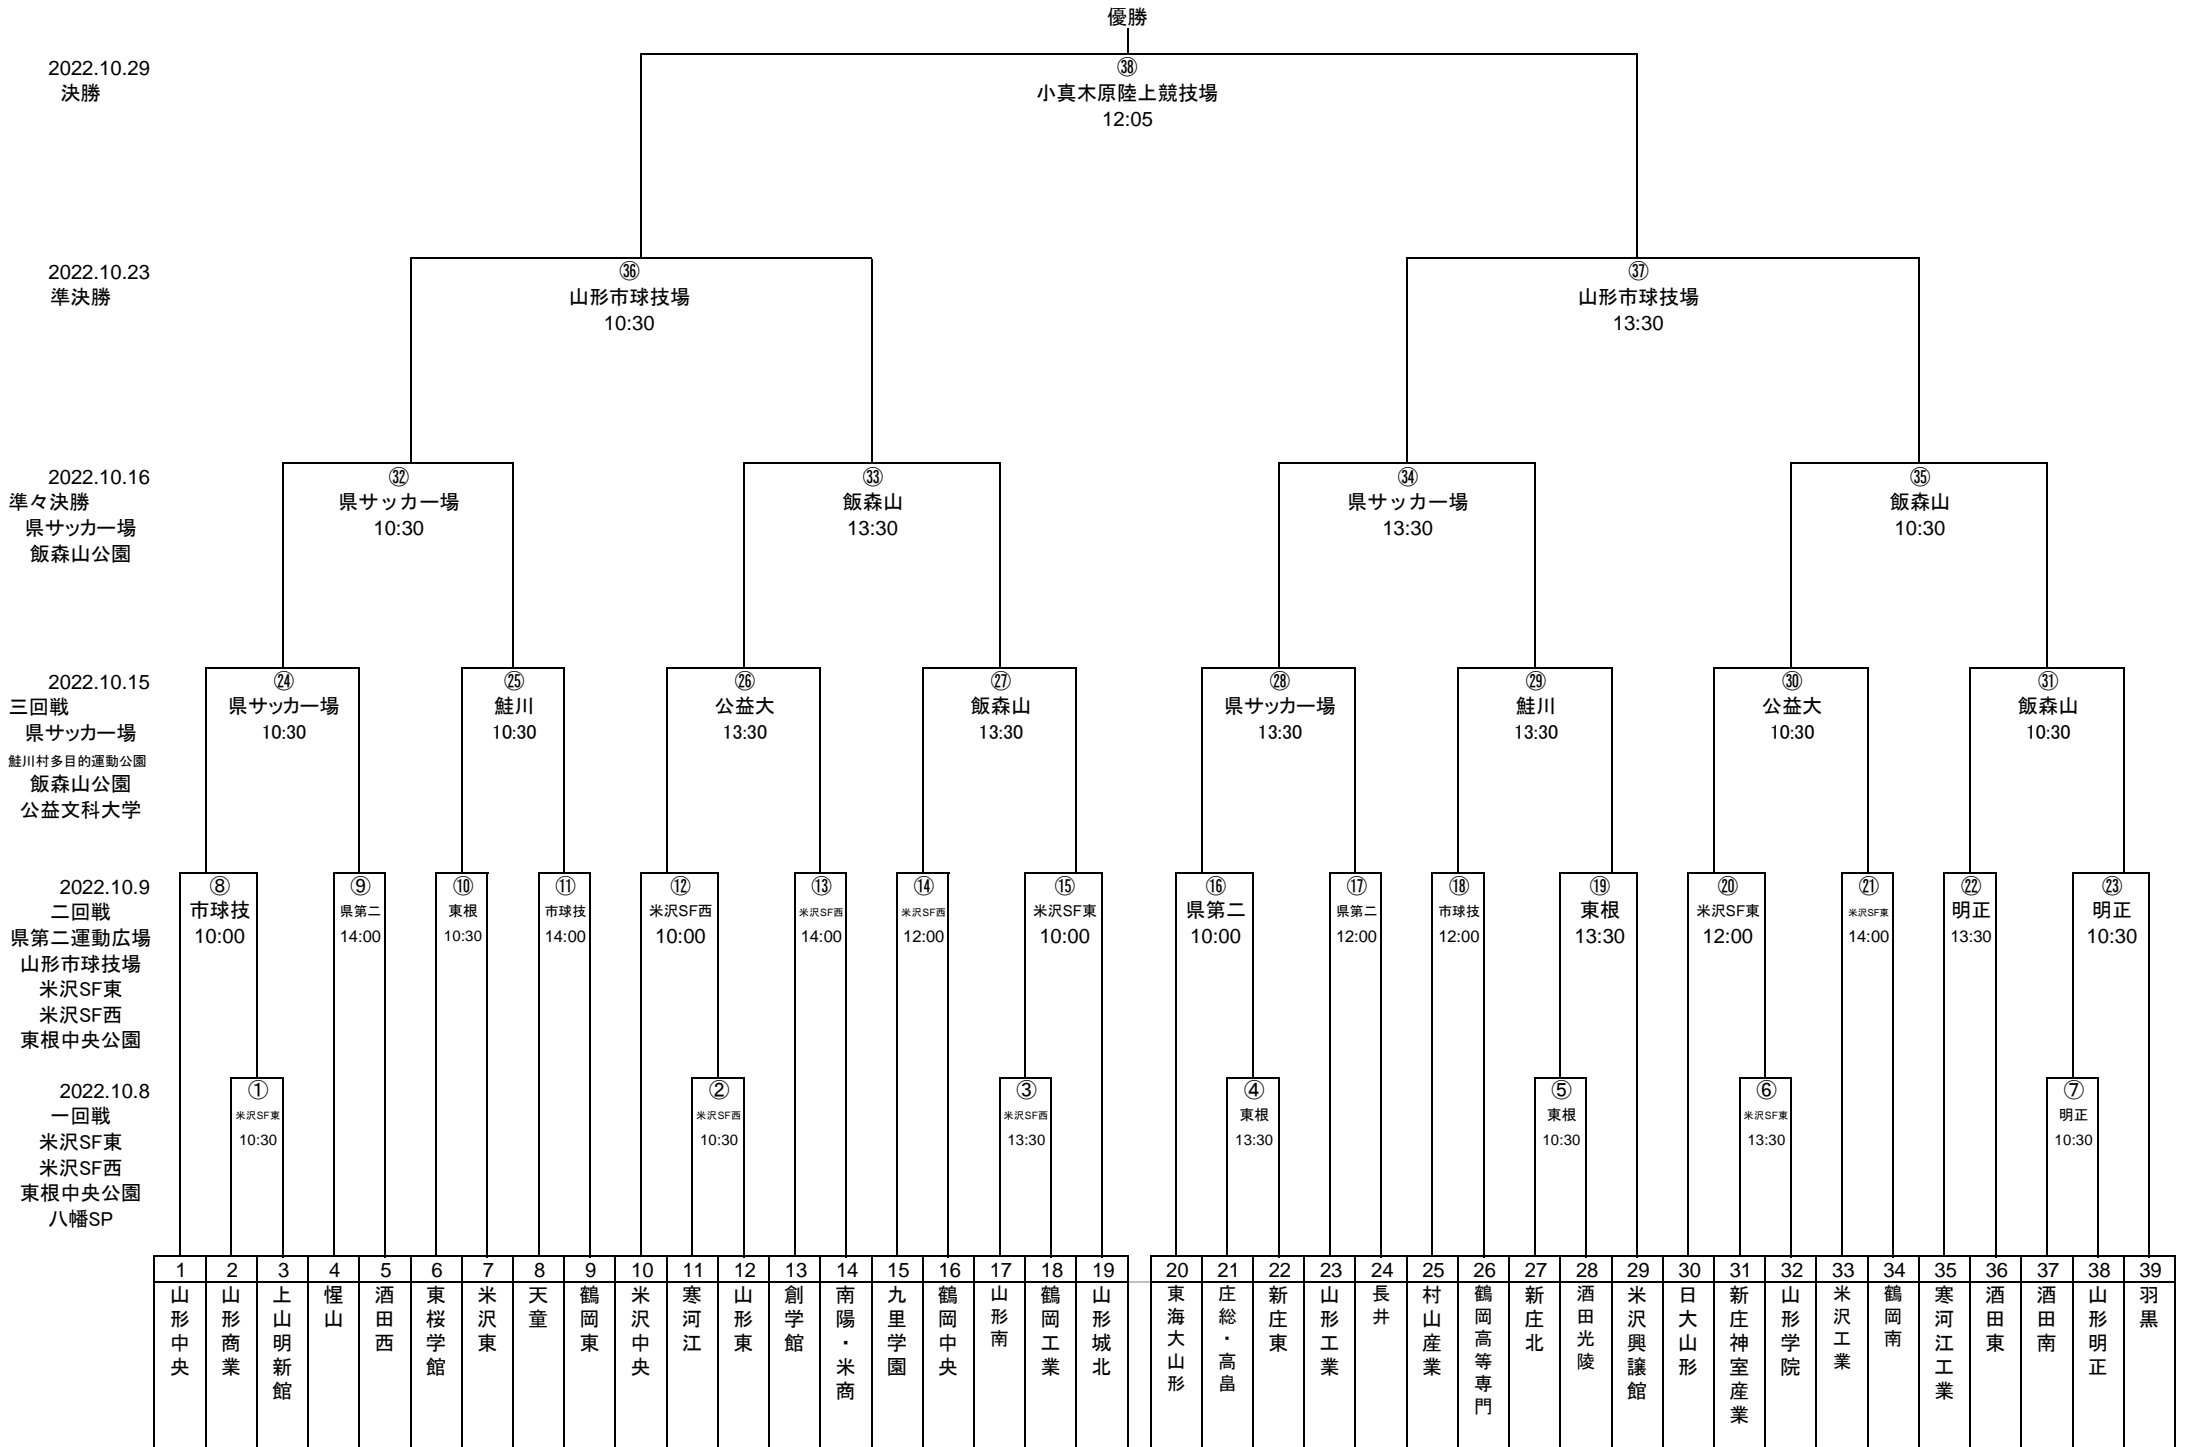 優勝
2022.10.29
決勝
㊳
小真木原陸上競技場
12:05
2022.10.23
準決勝
㊱
山形市球技場
10:30
㊲
山形市球技場
13:30
2022.10.16
準々決勝
県サッカー場
飯森山公園
㉜
県サッカー場
10:30
㉝
飯森山
13:30
㉞
県サッカー場
13:30
㉟
飯森山
10:30
2022.10.15
三回戦
県サッカー場
鮭川村多目的運動公園
飯森山公園
公益文科大学
㉔
県サッカー場
10:30
㉕
鮭川
10:30
㉖
公益大
13:30
㉗
飯森山
13:30
㉘
県サッカー場
13:30
㉙
鮭川
13:30
㉚
公益大
10:30
㉛
飯森山
10:30
2022.10.9
二回戦
県第二運動広場
山形市球技場
米沢SF東
米沢SF西
東根中央公園
⑧
市球技
10:00
⑨
県第二
14:00
⑩
東根
10:30
⑪
市球技
14:00
⑫
米沢SF西
10:00
⑬
米沢SF西
14:00
⑭
米沢SF西
12:00
⑮
米沢SF東
10:00
⑯
県第二
10:00
⑰
県第二
12:00
⑱
市球技
12:00
⑲
東根
13:30
⑳
米沢SF東
12:00
㉑
米沢SF東
14:00
㉒
明正
13:30
㉓
明正
10:30
2022.10.8
一回戦
米沢SF東
米沢SF西
東根中央公園
八幡SP
①
米沢SF東
10:30
②
米沢SF西
10:30
③
米沢SF西
13:30
④
東根
13:30
⑤
東根
10:30
⑥
米沢SF東
13:30
⑦
明正
10:30
1
山形中央
2
山形商業
3
上山明新館
4
惺山
5
酒田西
6
東桜学館
7
米沢東
8
天童
9
鶴岡東
10
米沢中央
11
寒河江
12
山形東
13
創学館
14
南陽・米商
15
九里学園
16
鶴岡中央
17
山形南
18
鶴岡工業
19
山形城北
20
東海大山形
21
庄総・高畠
22
新庄東
23
山形工業
24
長井
25
村山産業
26
鶴岡高等専門
27
新庄北
28
酒田光陵
29
米沢興譲館
30
日大山形
31
新庄神室産業
32
山形学院
33
米沢工業
34
鶴岡南
35
寒河江工業
36
酒田東
37
酒田南
38
山形明正
39
羽黒